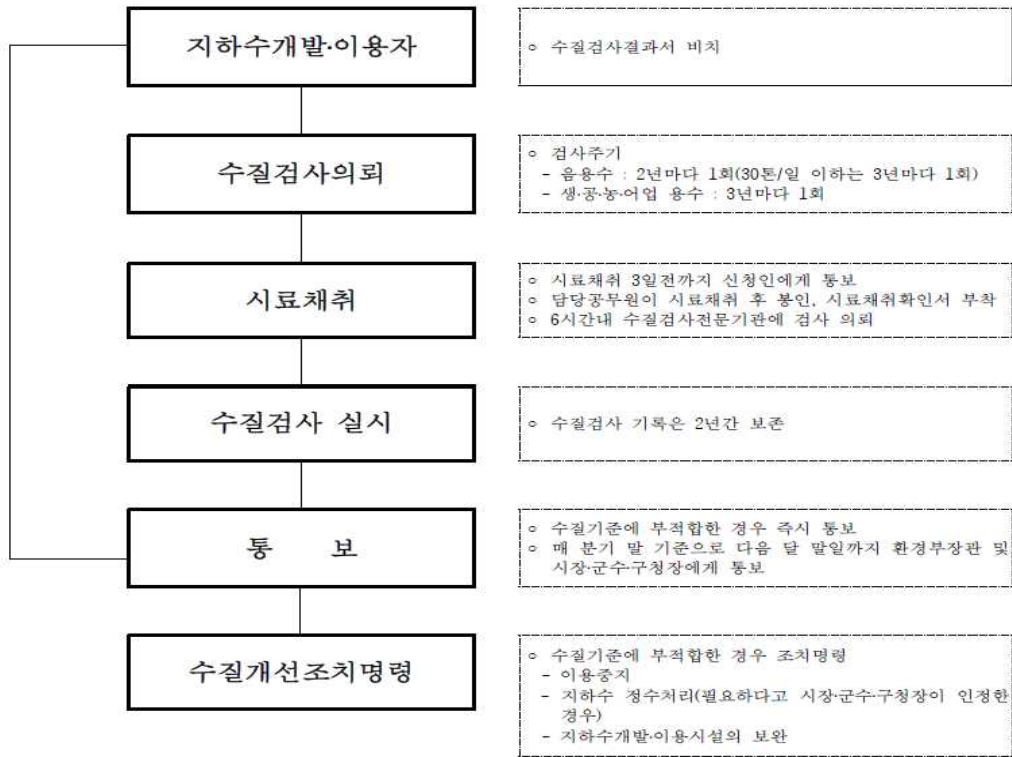 지하수개발·이용자
○ 수질검사결과서 비치
수질검사의뢰
○ 검사주기
- 음용수 : 2년마다 1회(30톤/일 이하는 3년마다 1회)
- 생·공·농·어업 용수 : 3년마다 1회
시료채취
○ 시료채취 3일전까지 신청인에게 통보
○ 담당공무원이 시료채취 후 봉인, 시료채취확인서 부착
○ 6시간내 수질검사전문기관에 검사 의뢰
수질검사 실시
○ 수질검사 기록은 2년간 보존
통 보
○ 수질기준에 부적합한 경우 즉시 통보
○ 매 분기 말 기준으로 다음 달 말일까지 환경부장관 및
시장·군수·구청장에게 통보
수질개선조치명령
○ 수질기준에 부적합한 경우 조치명령
- 이용중지
- 지하수 정수처리(필요하다고 시장·군수·구청장이 인정한
경우)
- 지하수개발·이용시설의 보완